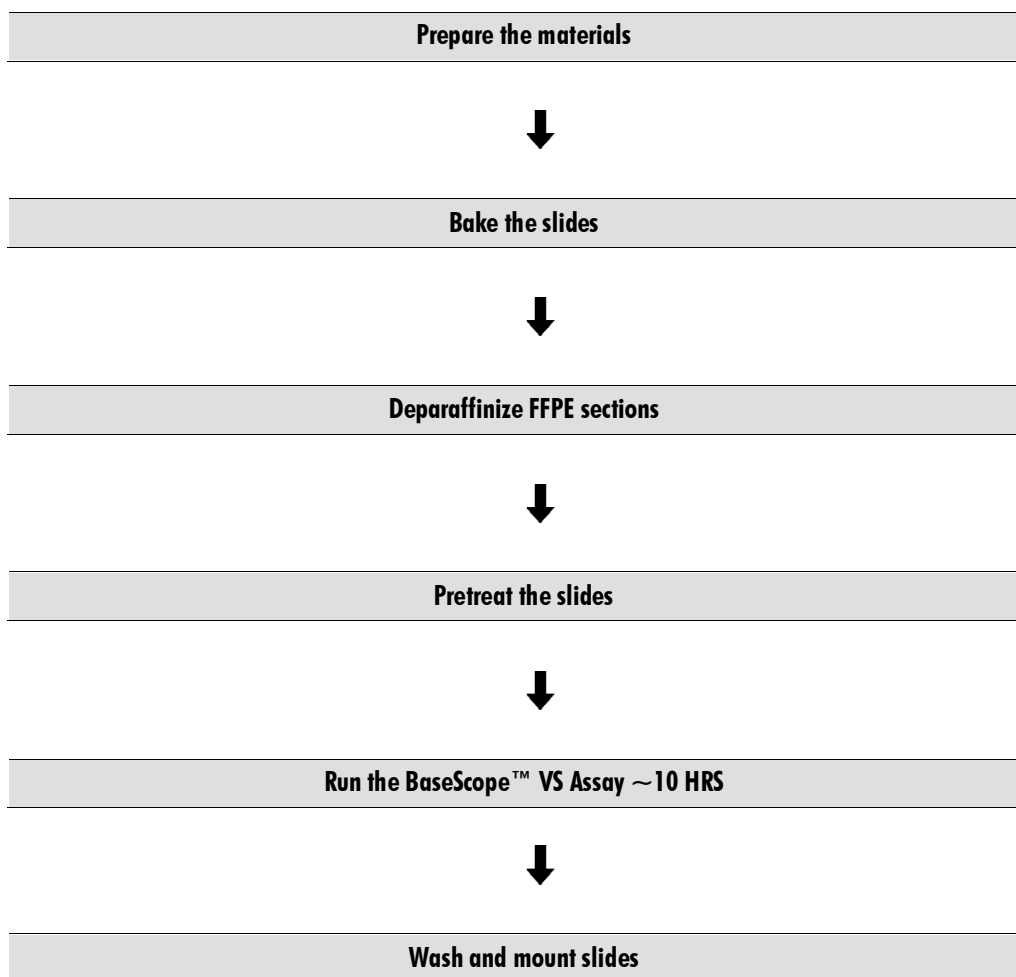 Prepare the materials
Bake the slides
Deparaffinize FFPE sections
Pretreat the slides
Run the BaseScope™ VS Assay ~10 HRS
Wash and mount slides